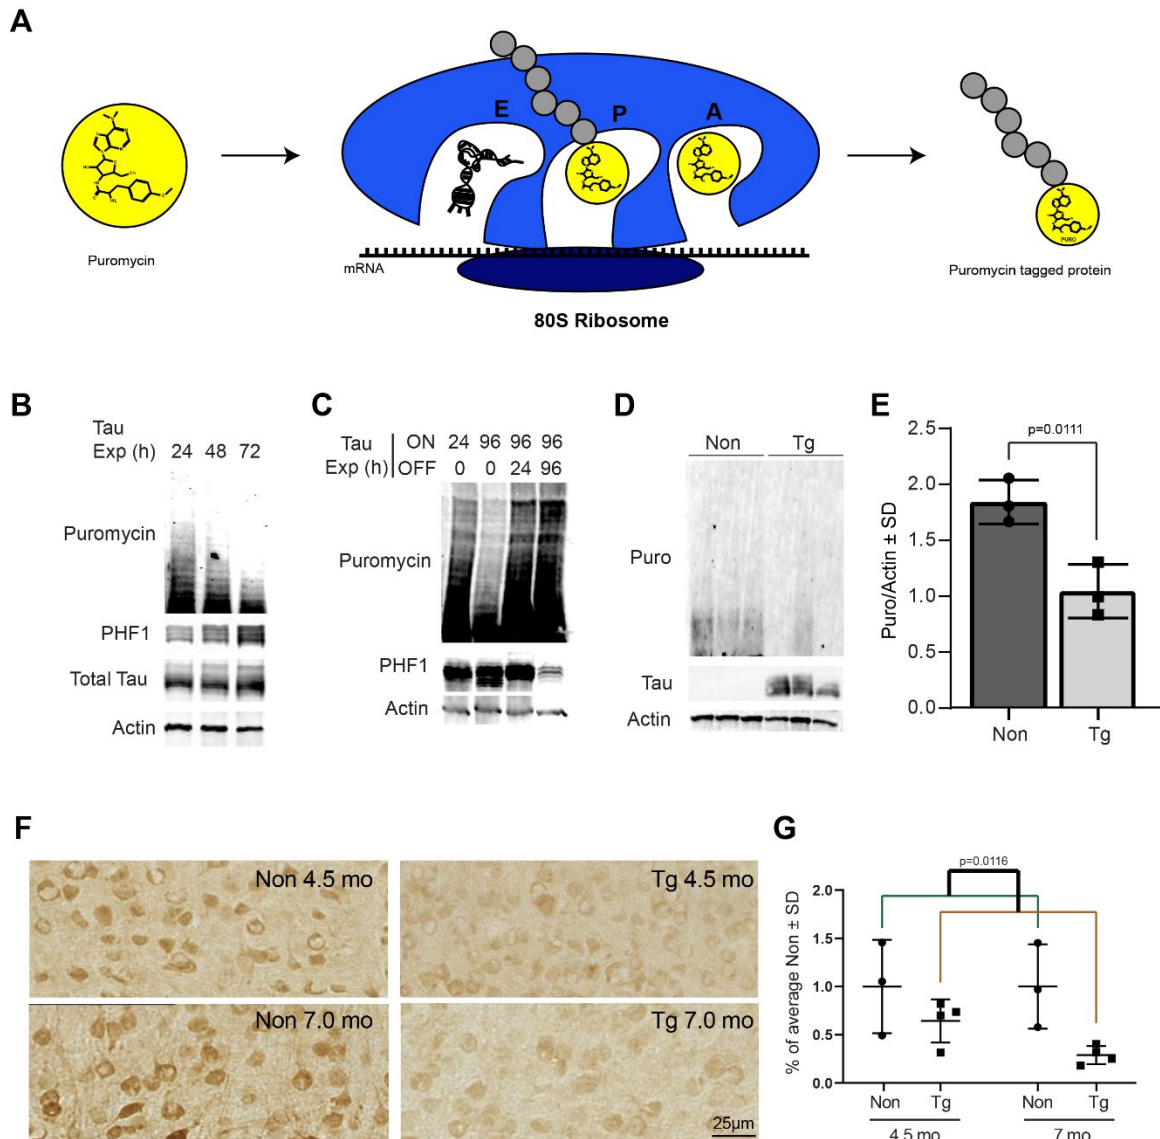 A
E
P
A
Puromycin
mRNA
PURO
Puromycin tagged protein
80S Ribosome
B
Tau
Exp (h) 24 48 72
Puromycin
PHF1
Total Tau
Actin
C
Tau ON 24 96 96 96
Exp (h) OFF 0 0 24 96
Puromycin
PHF1
Actin
D
Non Tg
Puro
Tau
Actin
E
p=0.0111
Puro/Actin ± SD
2.5
2.0
1.5
1.0
0.5
0.0
Non Tg
F
Non 4.5 mo
Tg 4.5 mo
Non 7.0 mo
Tg 7.0 mo
25μm
G
p=0.0116
% of average Non ± SD
2.0
1.5
1.0
0.5
0.0
Non Tg Non Tg
4.5 mo 7 mo